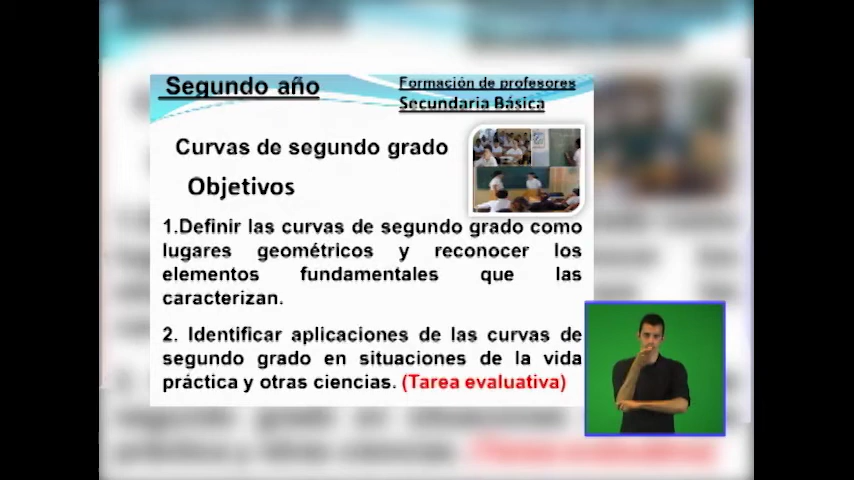 Segundo año
Formación de profesores
Secundaria Básica
Curvas de segundo grado
Objetivos
1.Definir las curvas de segundo grado como
lugares geométricos y reconocer los
elementos fundamentales que las
caracterizan.
2. Identificar aplicaciones de las curvas de
segundo grado en situaciones de la vida
práctica y otras ciencias. (Tarea evaluativa)